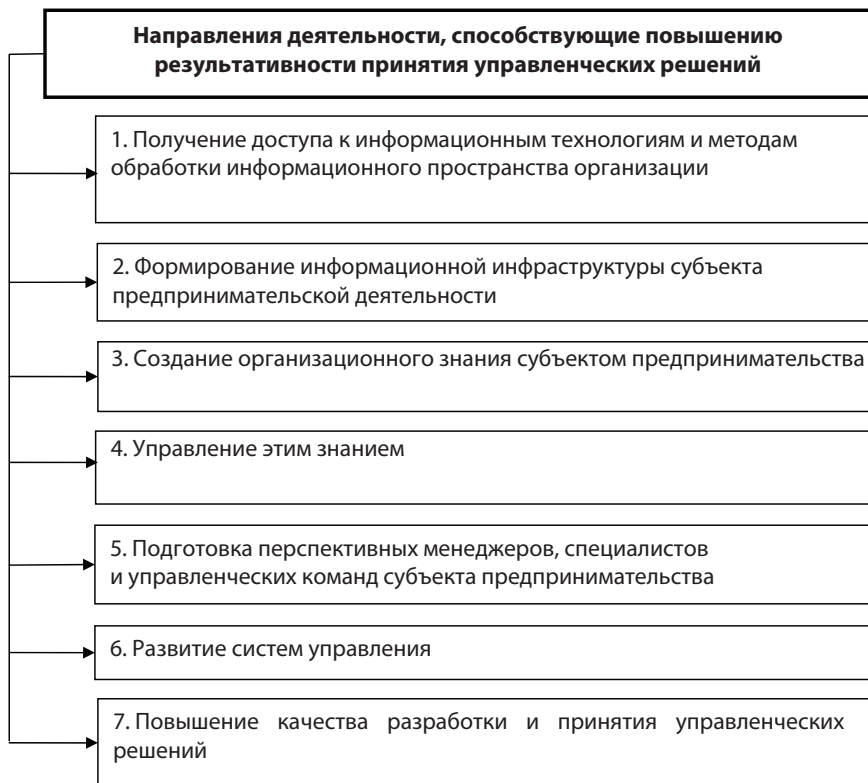 Направления деятельности, способствующие повышению
результативности принятия управленческих решений
1. Получение доступа к информационным технологиям и методам
обработки информационного пространства организации
2. Формирование информационной инфраструктуры субъекта
предпринимательской деятельности
3. Создание организационного знания субъектом предпринимательства
4. Управление этим знанием
5. Подготовка перспективных менеджеров, специалистов
и управленческих команд субъекта предпринимательства
6. Развитие систем управления
7. Повышение качества разработки и принятия управленческих
решений